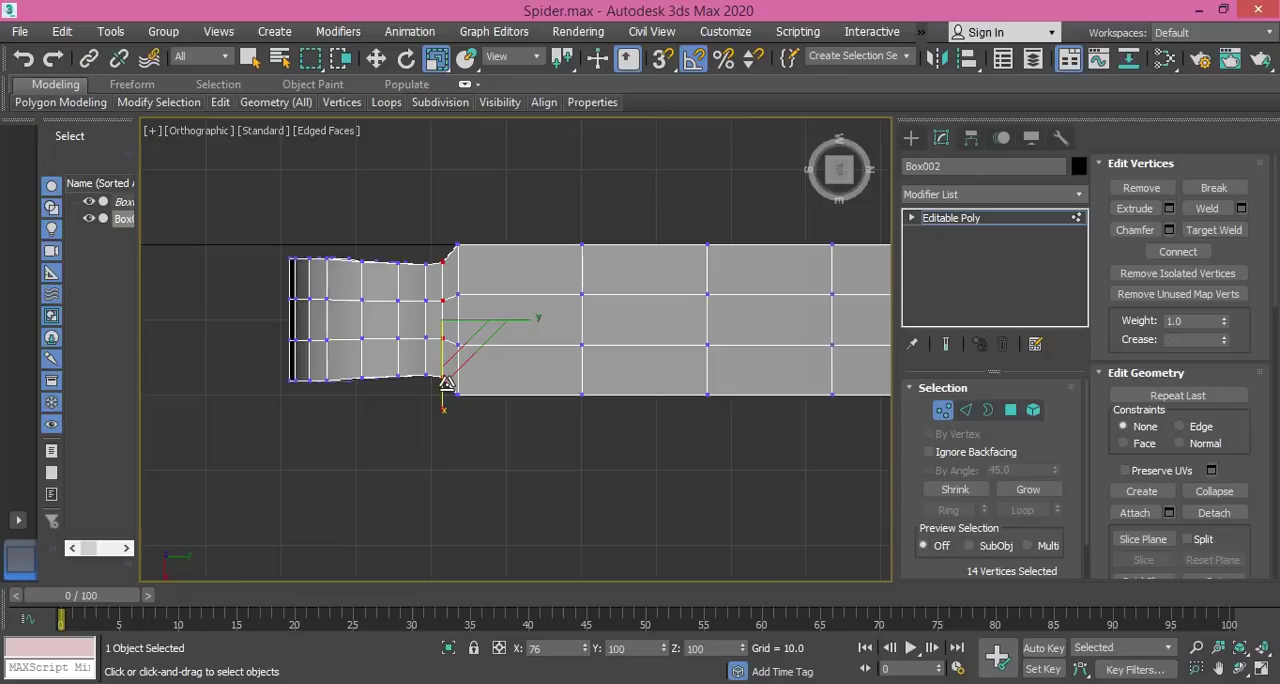 Spider.max - Autodesk 3ds Max 2020
File Edit Tools Group Views Create Modifiers Animation Graph Editors Rendering Civil View Customize Scripting Interactive » Sign In Workspaces: Default
All View Create Selection Se
Modeling Freeform Selection Object Paint Populate
Polygon Modeling Modify Selection Edit Geometry (All) Vertices Loops Subdivision Visibility Align Properties
Select
Name (Sorted A
Box
Box0
[+] [Orthographic] [Standard] [Edged Faces]
W
S N
E
y
x
Box002
Modifier List
Editable Poly
Selection
By Vertex
Ignore Backfacing
By Angle: 45.0
Shrink Grow
Ring Loop
Preview Selection
Off SubObj Multi
14 Vertices Selected
Edit Vertices
Remove Break
Extrude Weld
Chamfer Target Weld
Connect
Remove Isolated Vertices
Remove Unused Map Verts
Weight: 1.0
Crease:
Edit Geometry
Repeat Last
Constraints
None Edge
Face Normal
Preserve UVs
Create Collapse
Attach Detach
Slice Plane Split
Slice Reset Plane
< 0 / 100 >
0 5 10 15 20 25 30 35 40 45 50 55 60 65 70 75 80 85 90 95 100
1 Object Selected X: 76 Y: 100 Z: 100 Grid = 10.0 Auto Key Selected
MAXScript Mi Click or click-and-drag to select objects Add Time Tag 0 Set Key Key Filters...